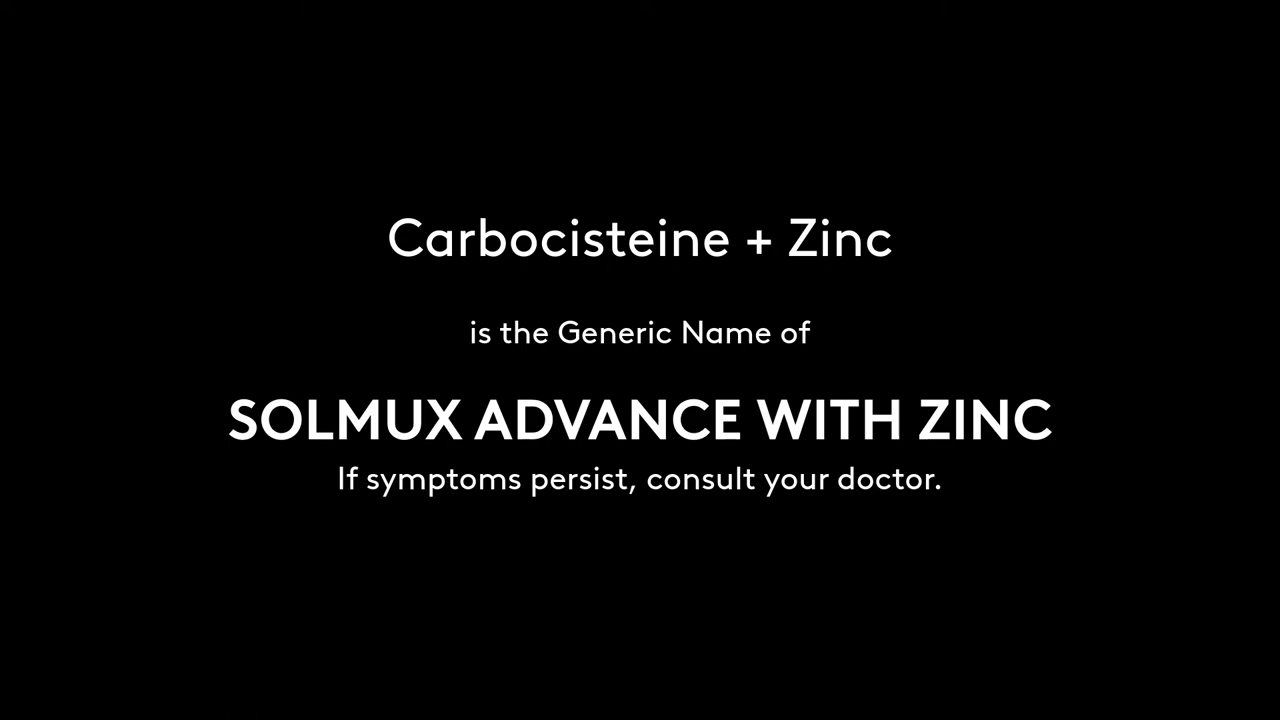 Carbocisteine + Zinc
is the Generic Name of
SOLMUX ADVANCE WITH ZINC
If symptoms persist, consult your doctor.